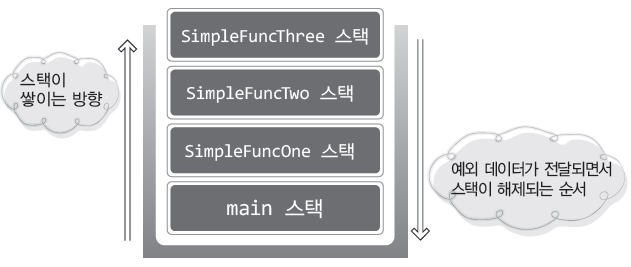 SimpleFuncThree 스택
스택이
쌓이는 방향
SimpleFuncTwo 스택
SimpleFuncOne 스택
예외 데이터가 전달되면서
스택이 해제되는 순서
main 스택